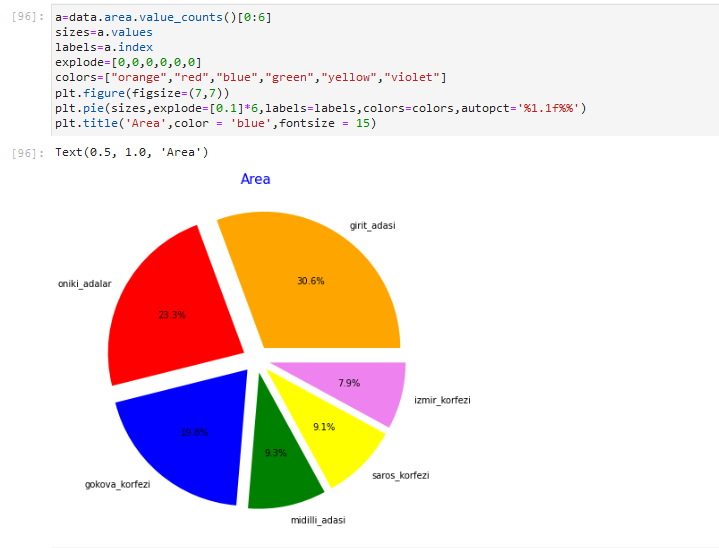 [96]: a=data.area.value_counts()[0:6]
sizes=a.values
labels=a.index
explode=[0,0,0,0,0,0]
colors=["orange","red","blue","green","yellow","violet"]
plt.figure(figsize=(7,7))
plt.pie(sizes,explode=[0.1]*6,labels=labels,colors=colors,autopct='%1.1f%%')
plt.title('Area',color = 'blue',fontsize = 15)
[96]: Text(0.5, 1.0, 'Area')
Area
girit_adasi
30.6%
oniki_adalar
23.3%
7.9%
izmir_korfezi
9.1%
19.8%
9.3%
saros_korfezi
gokova_korfezi
midilli_adasi